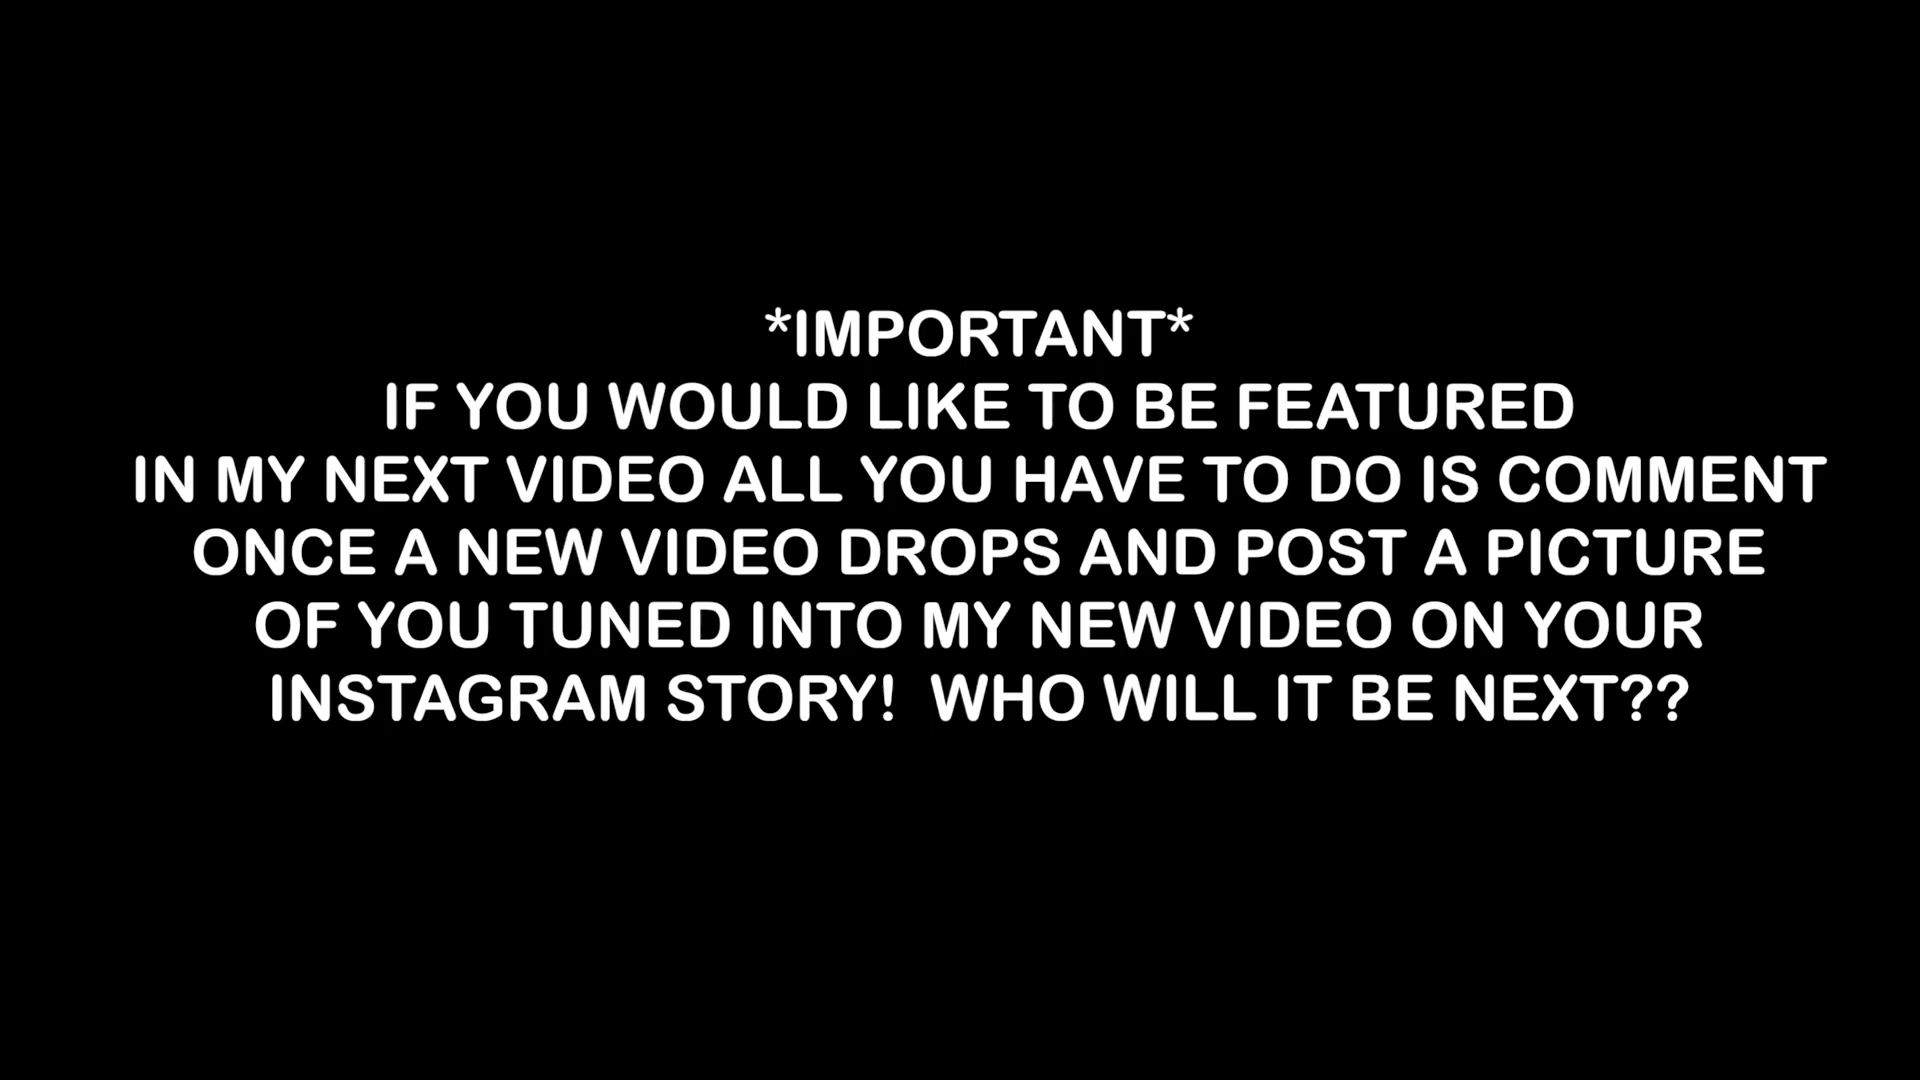 *IMPORTANT*
IF YOU WOULD LIKE TO BE FEATURED
IN MY NEXT VIDEO ALL YOU HAVE TO DO IS COMMENT
ONCE A NEW VIDEO DROPS AND POST A PICTURE
OF YOU TUNED INTO MY NEW VIDEO ON YOUR
INSTAGRAM STORY!  WHO WILL IT BE NEXT??